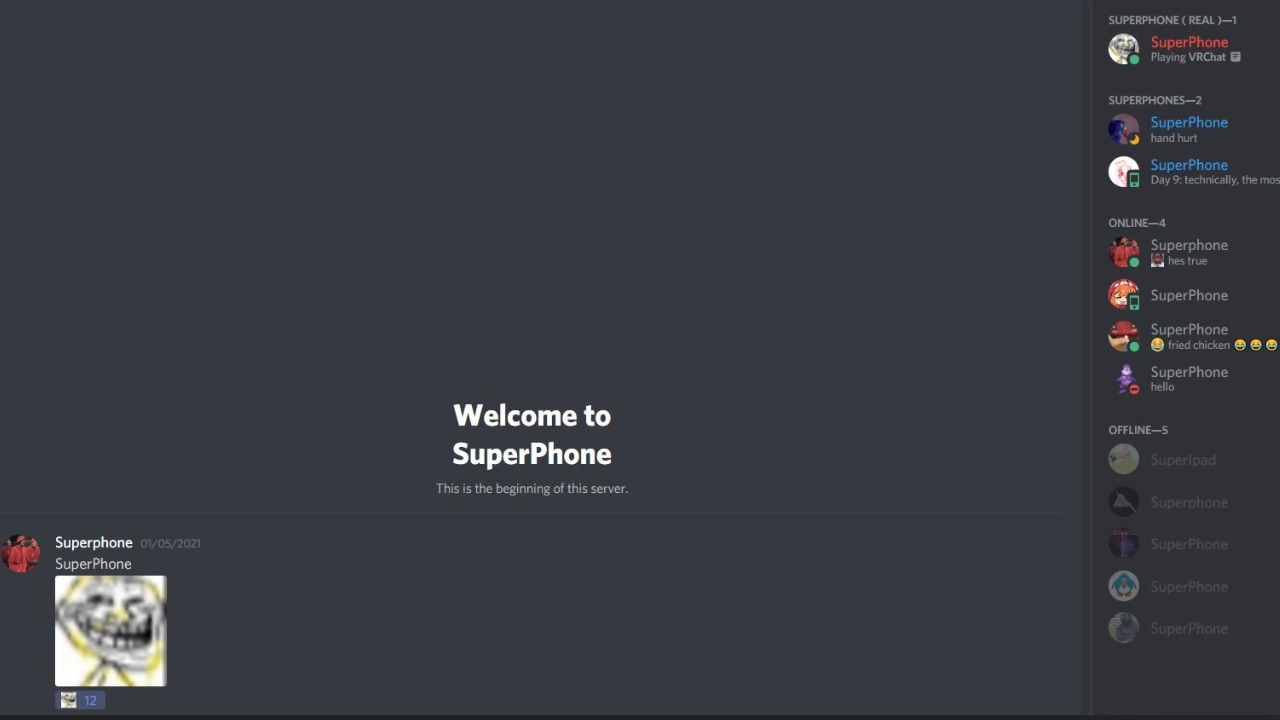 Welcome to
SuperPhone
This is the beginning of this server.
Superphone 01/05/2021
SuperPhone
12
SUPERPHONE ( REAL )—1
SuperPhone
Playing VRChat
SUPERPHONES—2
SuperPhone
hand hurt
SuperPhone
Day 9: technically, the mos
ONLINE—4
Superphone
hes true
SuperPhone
SuperPhone
😂 fried chicken 😂 😂 😂
SuperPhone
hello
OFFLINE—5
SuperIpad
Superphone
SuperPhone
SuperPhone
SuperPhone